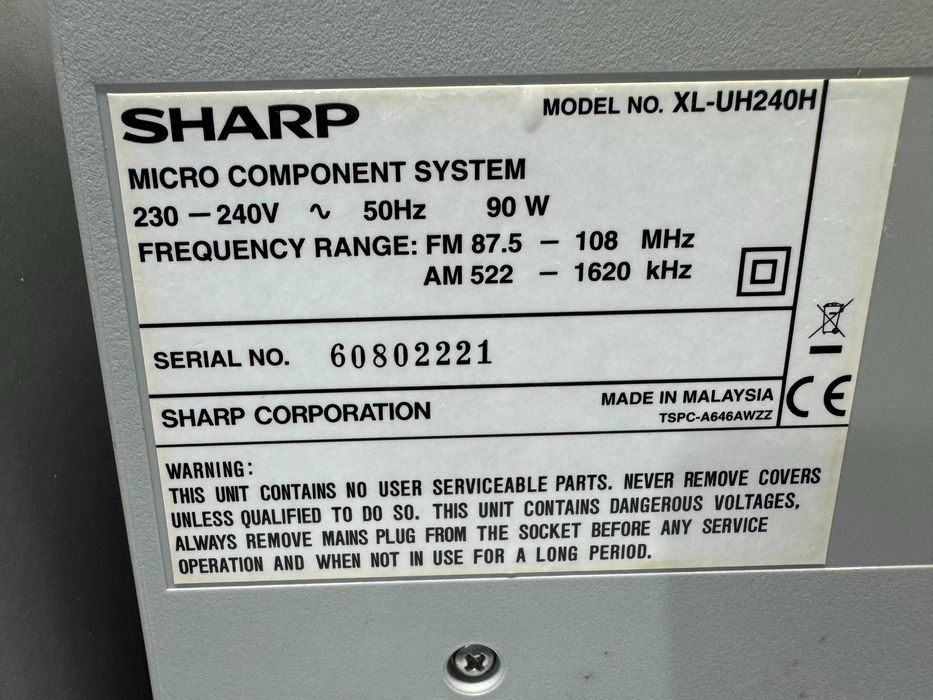 SHARP MODEL NO. XL-UH240H
MICRO COMPONENT SYSTEM
230 — 240V ∿ 50Hz 90 W
FREQUENCY RANGE: FM 87.5 — 108 MHz
AM 522 — 1620 kHz
SERIAL NO. 60802221
SHARP CORPORATION MADE IN MALAYSIA
TSPC-A646AWZZ
CE
WARNING:
THIS UNIT CONTAINS NO USER SERVICEABLE PARTS. NEVER REMOVE COVERS
UNLESS QUALIFIED TO DO SO. THIS UNIT CONTAINS DANGEROUS VOLTAGES,
ALWAYS REMOVE MAINS PLUG FROM THE SOCKET BEFORE ANY SERVICE
OPERATION AND WHEN NOT IN USE FOR A LONG PERIOD.